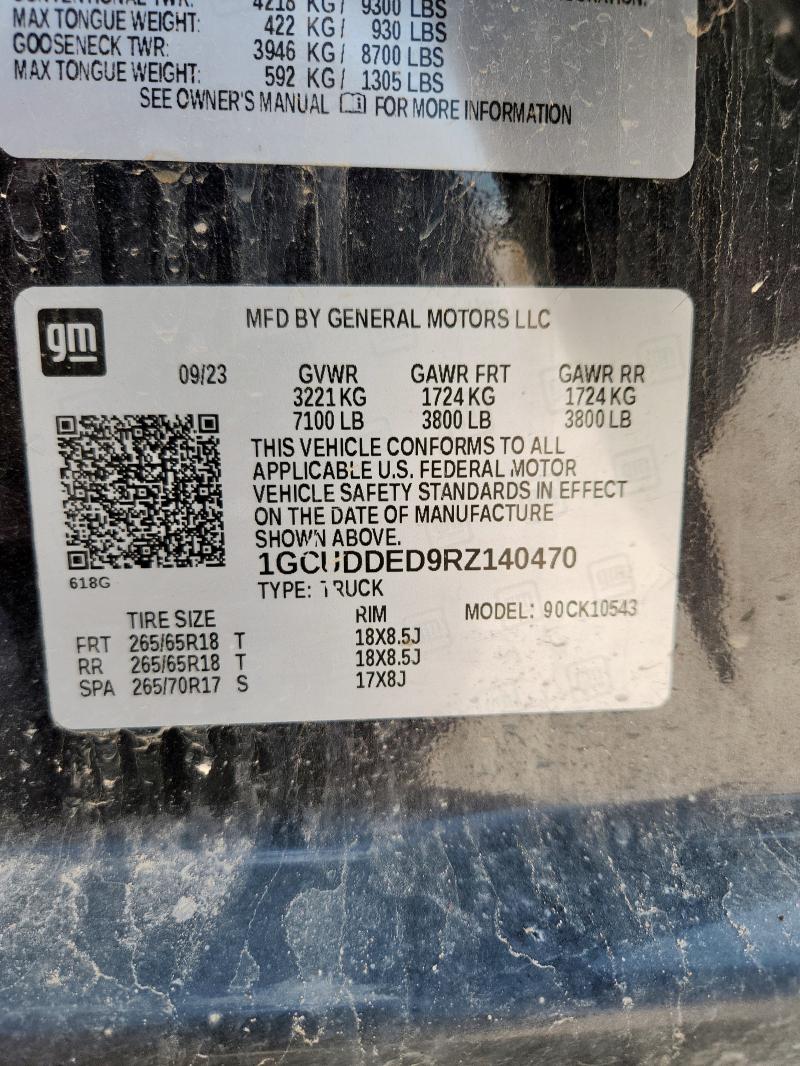 4218 KG/ 9300 LBS
MAX TONGUE WEIGHT: 422 KG/ 930 LBS
GOOSENECK TWR: 3946 KG/ 8700 LBS
MAX TONGUE WEIGHT: 592 KG/ 1305 LBS
SEE OWNER'S MANUAL FOR MORE INFORMATION
gm
MFD BY GENERAL MOTORS LLC
09/23 GVWR GAWR FRT GAWR RR
3221 KG 1724 KG 1724 KG
7100 LB 3800 LB 3800 LB
THIS VEHICLE CONFORMS TO ALL
APPLICABLE U.S. FEDERAL MOTOR
VEHICLE SAFETY STANDARDS IN EFFECT
ON THE DATE OF MANUFACTURE
SHOWN ABOVE.
1GCUDDED9RZ140470
618G
TYPE: TRUCK
MODEL: 90CK10543
TIRE SIZE RIM
FRT 265/65R18 T 18X8.5J
RR 265/65R18 T 18X8.5J
SPA 265/70R17 S 17X8J